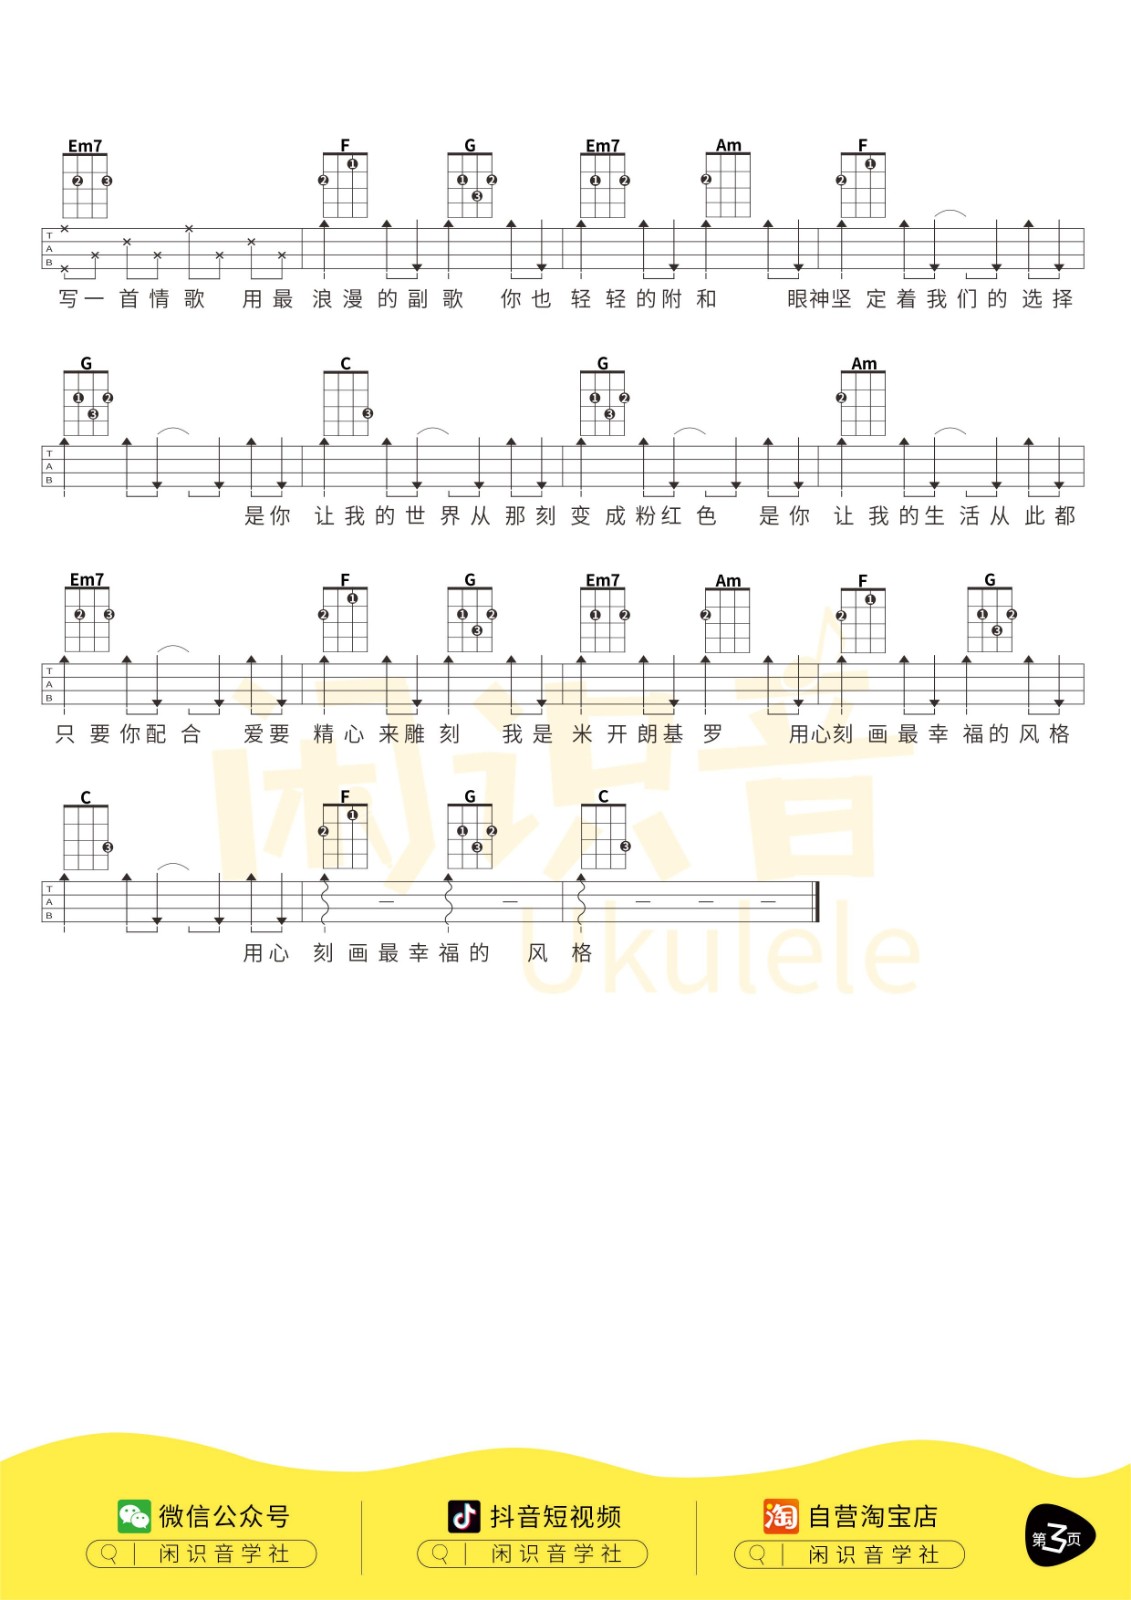 Em7 F G Em7 Am F
T
A
B
写一首情歌 用最浪漫的副歌 你也轻轻的附和 眼神坚定着我们的选择
G C G Am
T
A
B
是你 让我的世界从那刻变成粉红色 是你 让我的生活从此都
Em7 F G Em7 Am F G
T
A
B
只要你配合 爱要精心来雕刻 我是米开朗基罗 用心刻画最幸福的风格
C F G C
T
A
B
用心 刻画最幸福的 风格
闲识音
Ukulele
微信公众号 抖音短视频 淘 自营淘宝店
闲识音学社 闲识音学社 闲识音学社
第3页